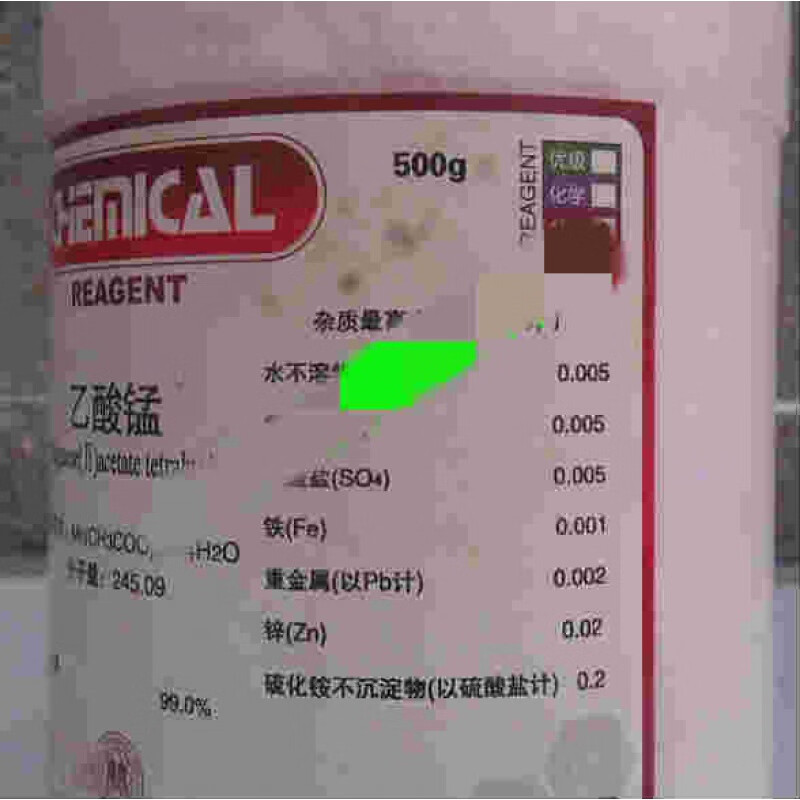 CHEMICAL
500g
REAGENT
优级
化学
REAGENT
杂质最高
水不溶 0.005
0.005
乙酸锰
acetate
盐(SO4) 0.005
铁(Fe) 0.001
H2O
分子量: 245.09
重金属(以Pb计) 0.002
锌(Zn) 0.02
硫化铵不沉淀物(以硫酸盐计) 0.2
99.0%